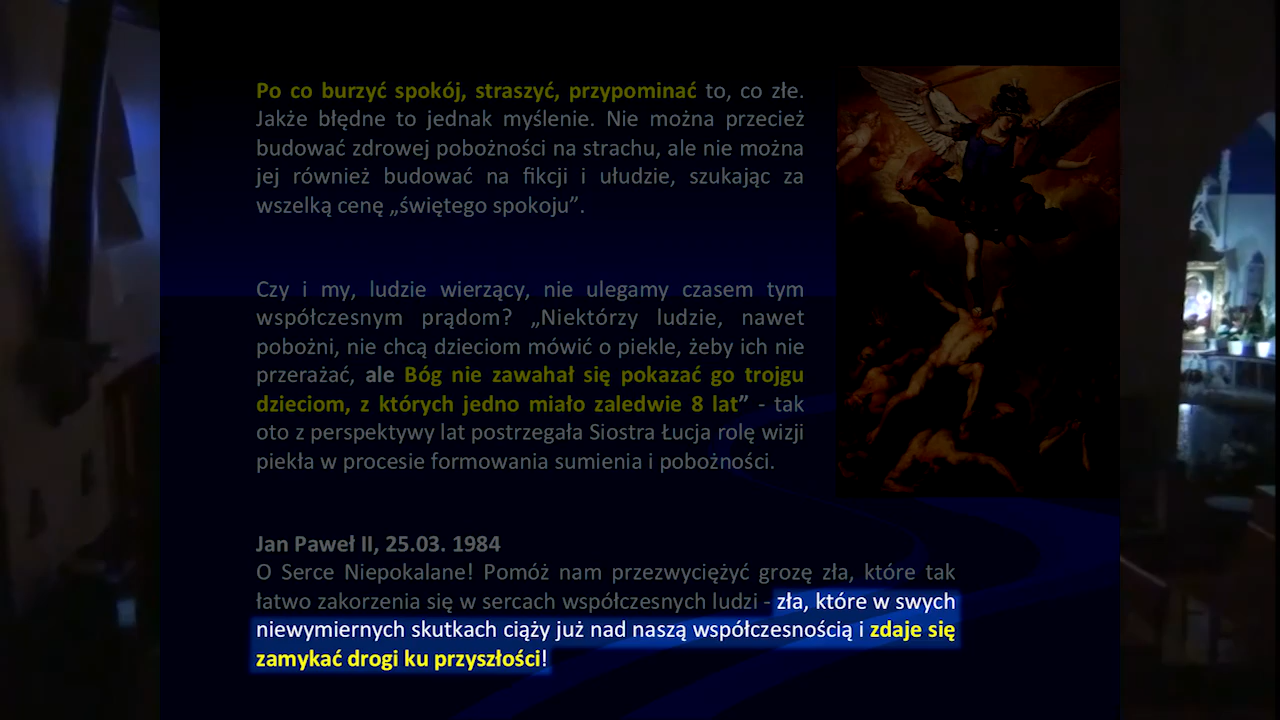 Po co burzyć spokój, straszyć, przypominać to, co złe.
Jakże błędne to jednak myślenie. Nie można przecież
budować zdrowej pobożności na strachu, ale nie można
jej również budować na fikcji i ułudzie, szukając za
wszelką cenę „świętego spokoju”.
Czy i my, ludzie wierzący, nie ulegamy czasem tym
współczesnym prądom? „Niektórzy ludzie, nawet
pobożni, nie chcą dzieciom mówić o piekle, żeby ich nie
przerażać, ale Bóg nie zawahał się pokazać go trojgu
dzieciom, z których jedno miało zaledwie 8 lat” - tak
oto z perspektywy lat postrzegała Siostra Łucja rolę wizji
piekła w procesie formowania sumienia i pobożności.
Jan Paweł II, 25.03. 1984
O Serce Niepokalane! Pomóż nam przezwyciężyć grozę zła, które tak
łatwo zakorzenia się w sercach współczesnych ludzi - zła, które w swych
niewymiernych skutkach ciąży już nad naszą współczesnością i zdaje się
zamykać drogi ku przyszłości!